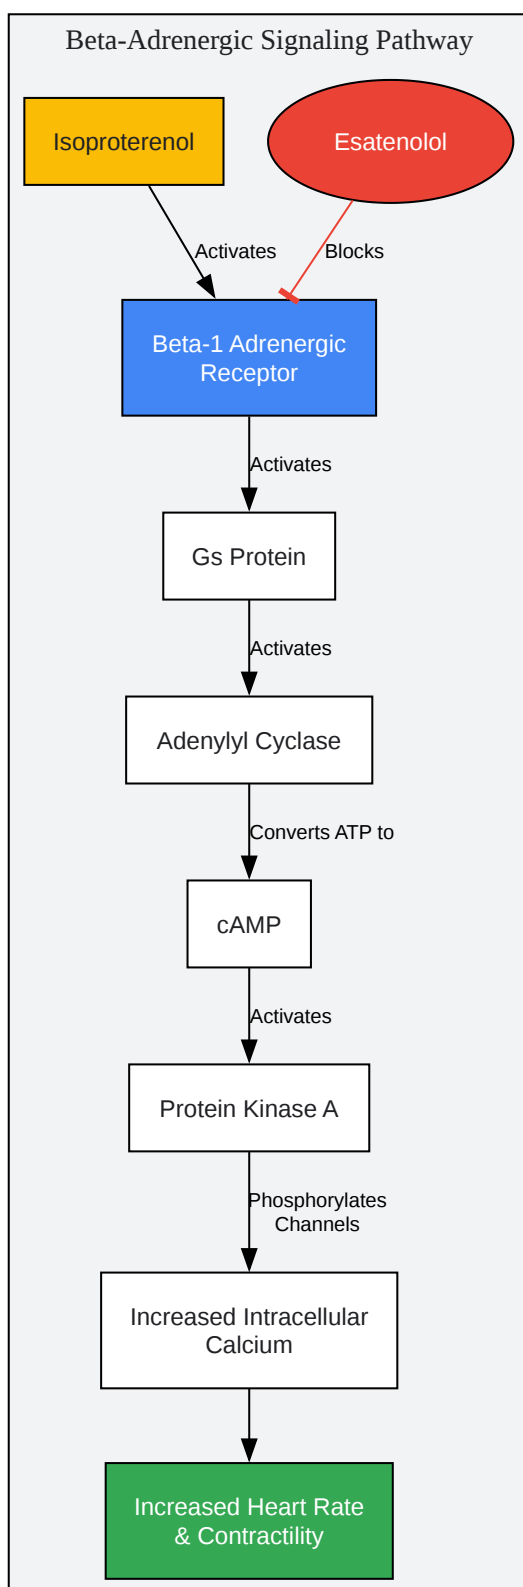 Beta-Adrenergic Signaling Pathway
Isoproterenol
Esatenolol
Activates
Blocks
Beta-1 Adrenergic
Receptor
Activates
Gs Protein
Activates
Adenylyl Cyclase
Converts ATP to
cAMP
Activates
Protein Kinase A
Phosphorylates
Channels
Increased Intracellular
Calcium
Increased Heart Rate
& Contractility